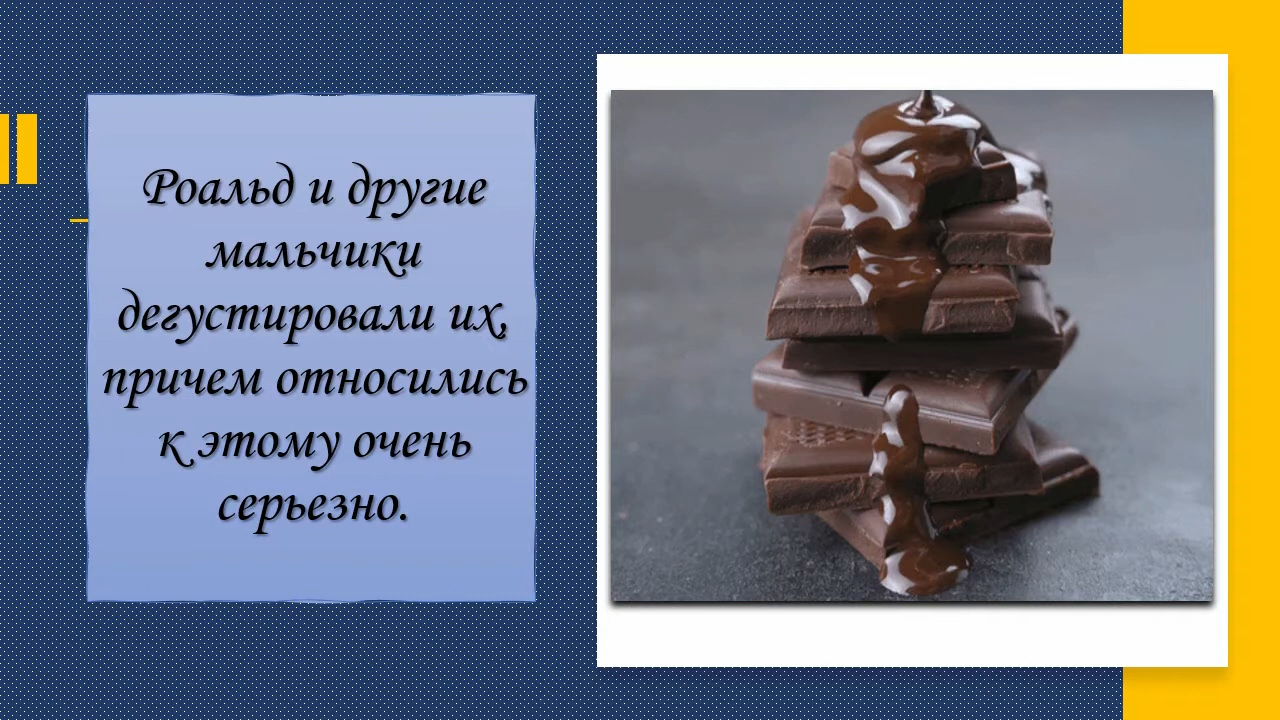 Роальд и другие
мальчики
дегустировали их,
причем относились
к этому очень
серьезно.